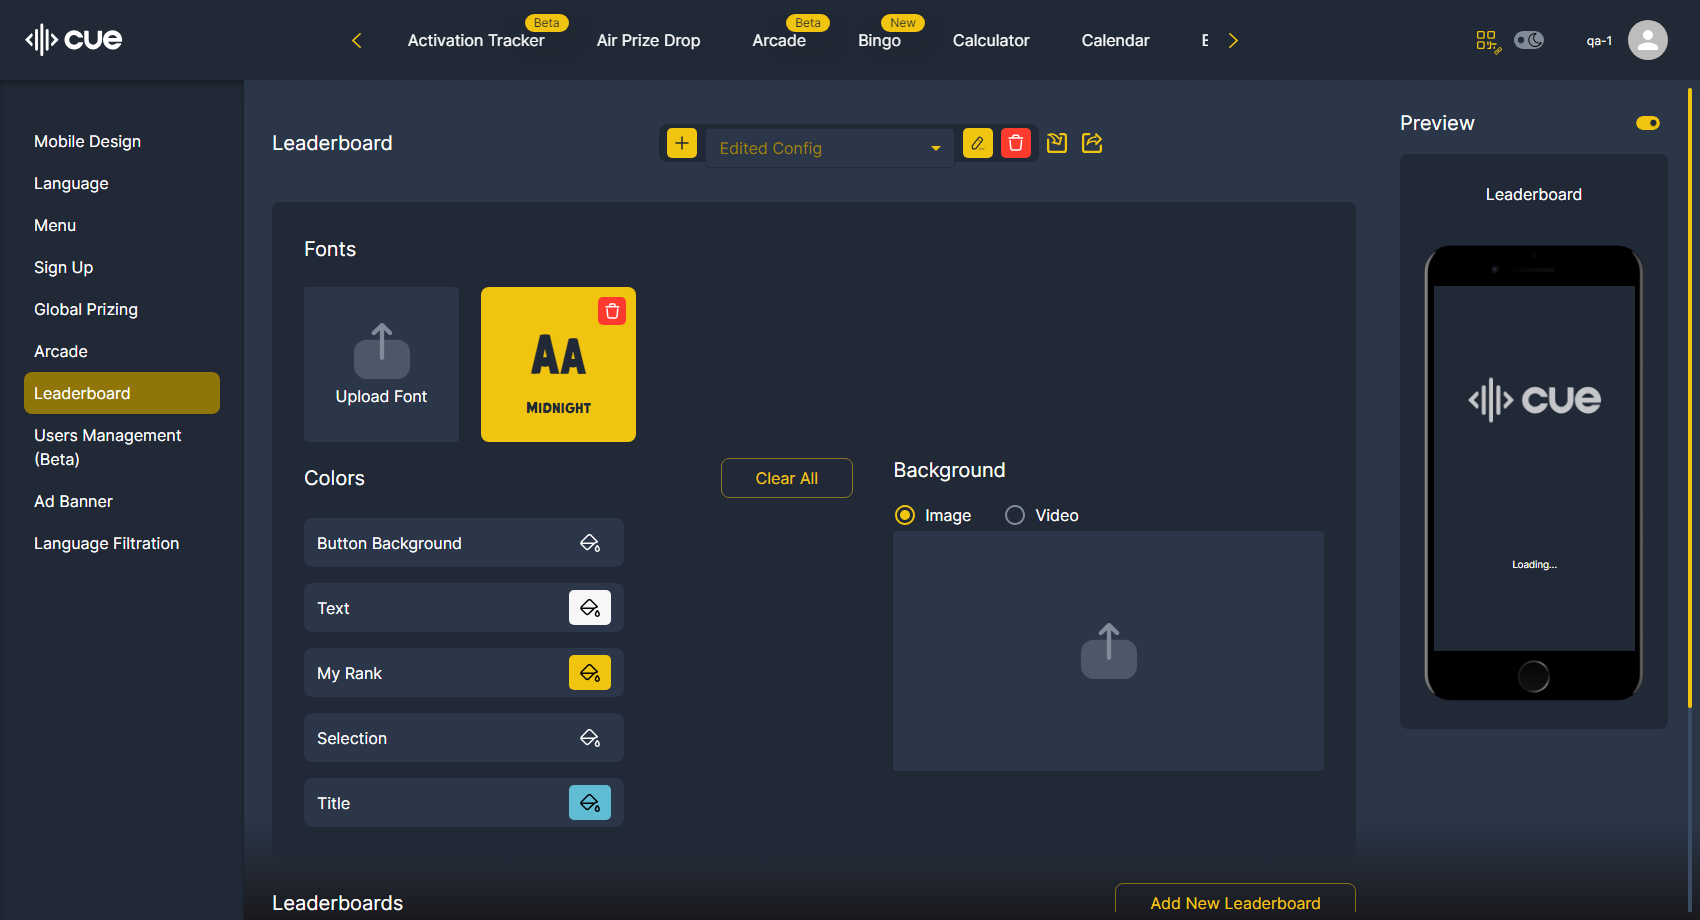 cue
Beta
Beta
New
Activation Tracker
Air Prize Drop
Arcade
Bingo
Calculator
Calendar
qa-1
Mobile Design
Language
Menu
Sign Up
Global Prizing
Arcade
Leaderboard
Users Management
(Beta)
Ad Banner
Language Filtration
Leaderboard
Edited Config
Fonts
Upload Font
AA
MIDNIGHT
Colors
Clear All
Button Background
Text
My Rank
Selection
Title
Background
Image
Video
Leaderboards
Add New Leaderboard
Preview
Leaderboard
cue
Loading...